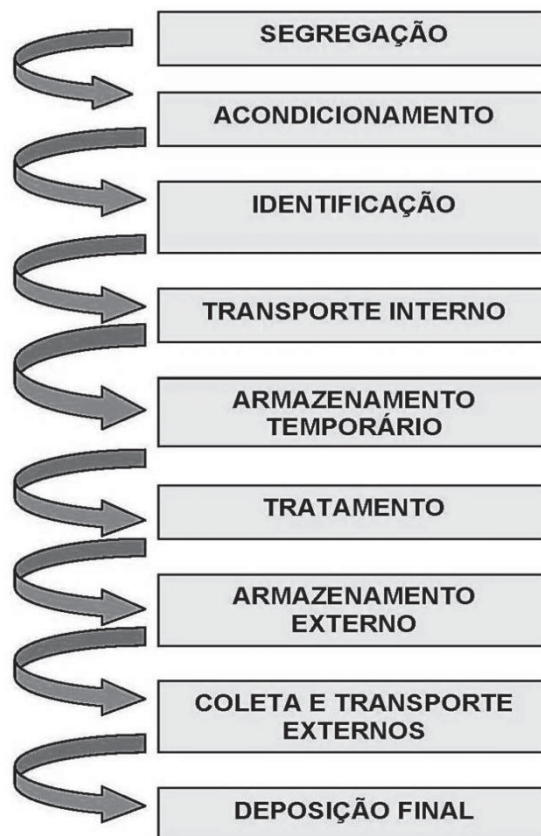 SEGREGAÇÃO
ACONDICIONAMENTO
IDENTIFICAÇÃO
TRANSPORTE INTERNO
ARMAZENAMENTO
TEMPORÁRIO
TRATAMENTO
ARMAZENAMENTO
EXTERNO
COLETA E TRANSPORTE
EXTERNOS
DEPOSIÇÃO FINAL